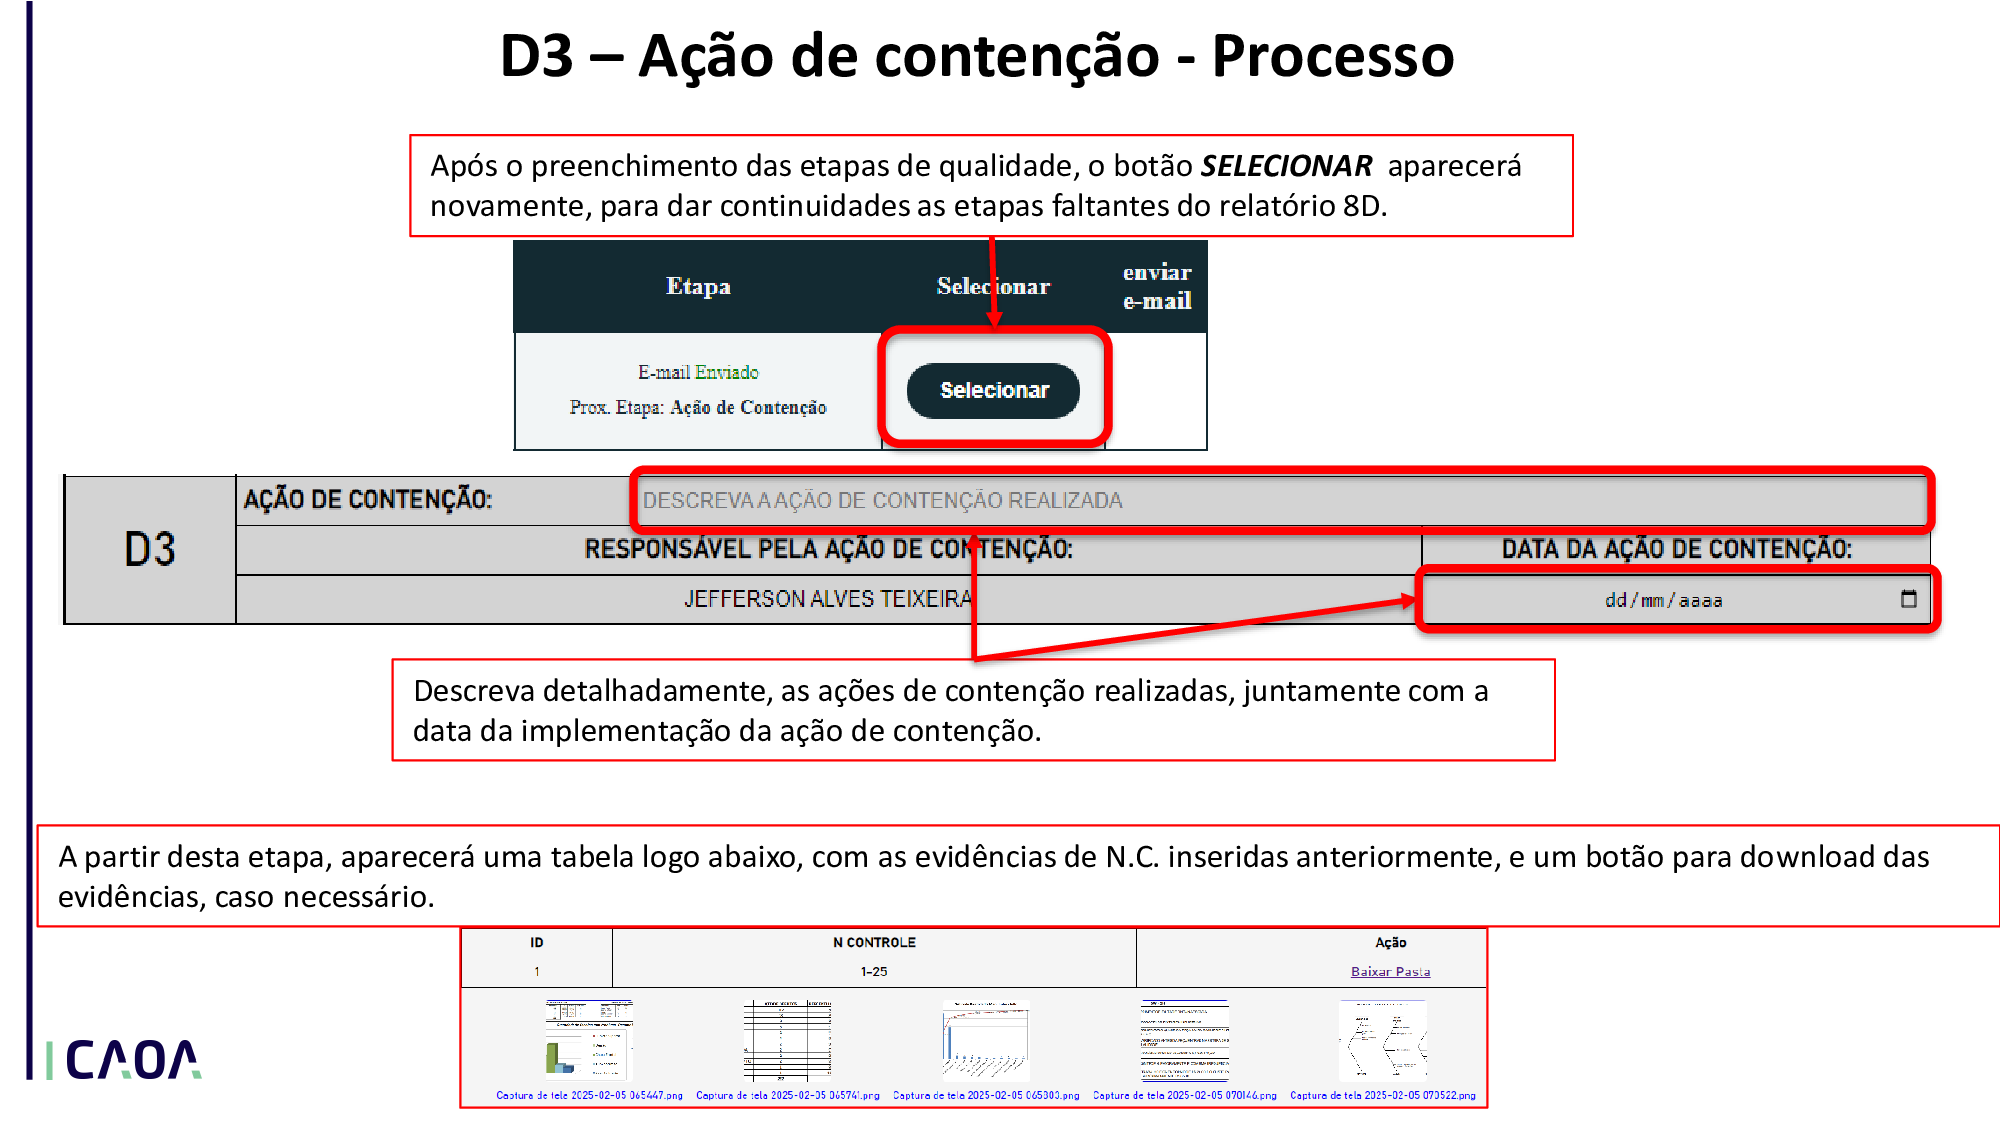 D3 – Ação de contenção - Processo
Após o preenchimento das etapas de qualidade, o botão SELECIONAR aparecerá
novamente, para dar continuidades as etapas faltantes do relatório 8D.
Etapa
Selecionar
enviar
e-mail
E-mail Enviado
Prox. Etapa: Ação de Contenção
Selecionar
D3
AÇÃO DE CONTENÇÃO:
DESCREVA A AÇÃO DE CONTENÇÃO REALIZADA
RESPONSÁVEL PELA AÇÃO DE CONTENÇÃO:
DATA DA AÇÃO DE CONTENÇÃO:
JEFFERSON ALVES TEIXEIRA
dd/mm/aaaa
Descreva detalhadamente, as ações de contenção realizadas, juntamente com a
data da implementação da ação de contenção.
A partir desta etapa, aparecerá uma tabela logo abaixo, com as evidências de N.C. inseridas anteriormente, e um botão para download das
evidências, caso necessário.
ID
N CONTROLE
Ação
1
1-25
Baixar Pasta
Captura de tela 2025-02-05 065447.png
Captura de tela 2025-02-05 065741.png
Captura de tela 2025-02-05 065803.png
Captura de tela 2025-02-05 070146.png
Captura de tela 2025-02-05 070522.png
CAOA